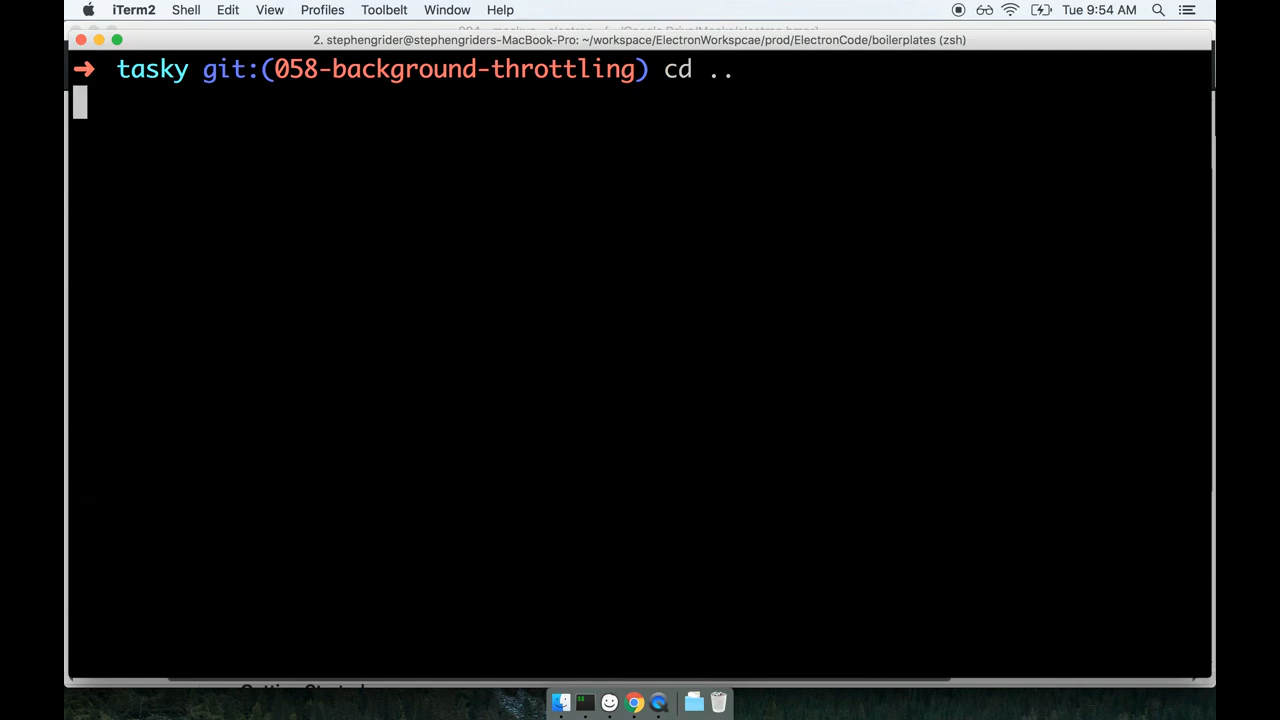 iTerm2 Shell Edit View Profiles Toolbelt Window Help Tue 9:54 AM
2. stephengrider@stephengriders-MacBook-Pro: ~/workspace/ElectronWorkspcae/prod/ElectronCode/boilerplates (zsh)
➜ tasky git:(058-background-throttling) cd ..